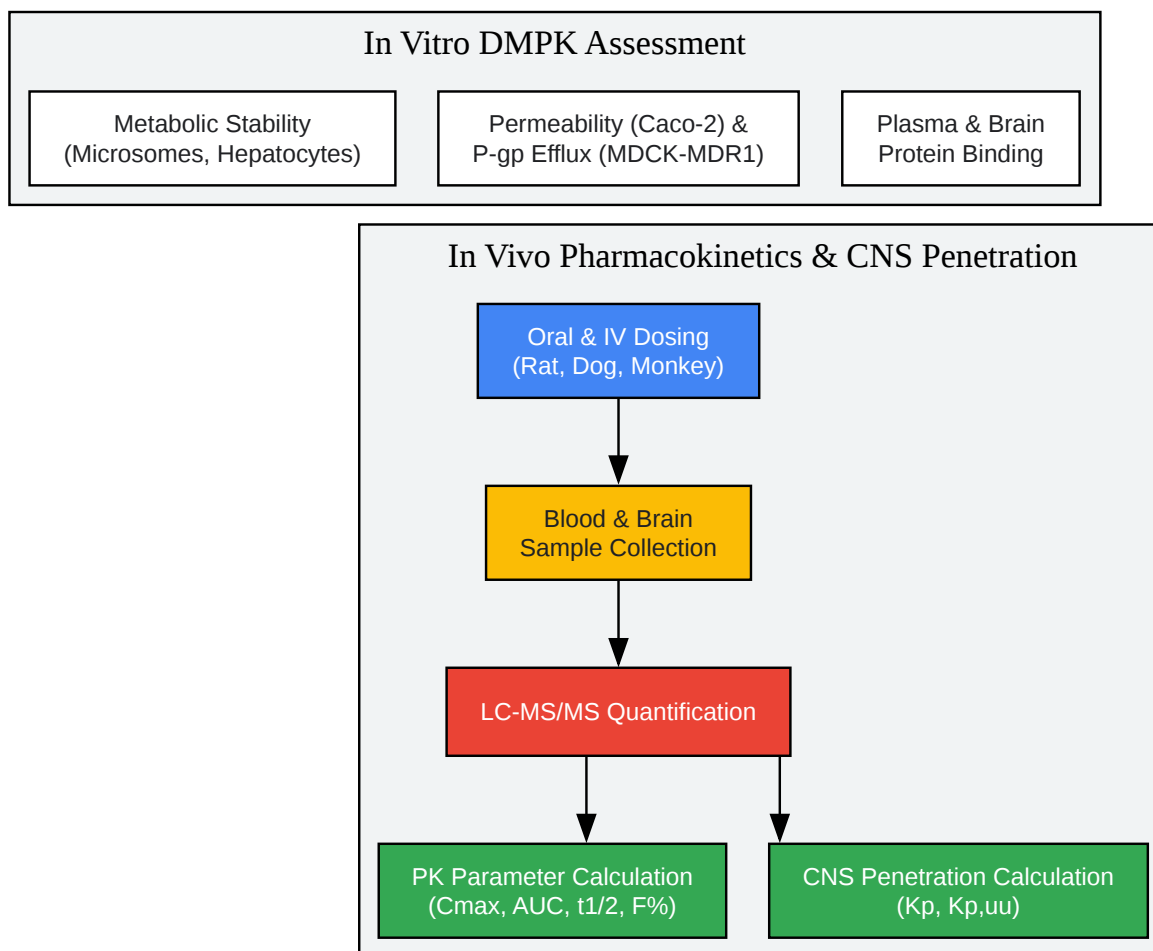 In Vitro DMPK Assessment
Metabolic Stability
(Microsomes, Hepatocytes)
Permeability (Caco-2) &
P-gp Efflux (MDCK-MDR1)
Plasma & Brain
Protein Binding
In Vivo Pharmacokinetics & CNS Penetration
Oral & IV Dosing
(Rat, Dog, Monkey)
Blood & Brain
Sample Collection
LC-MS/MS Quantification
PK Parameter Calculation
(Cmax, AUC, t1/2, F%)
CNS Penetration Calculation
(Kp, Kp,uu)